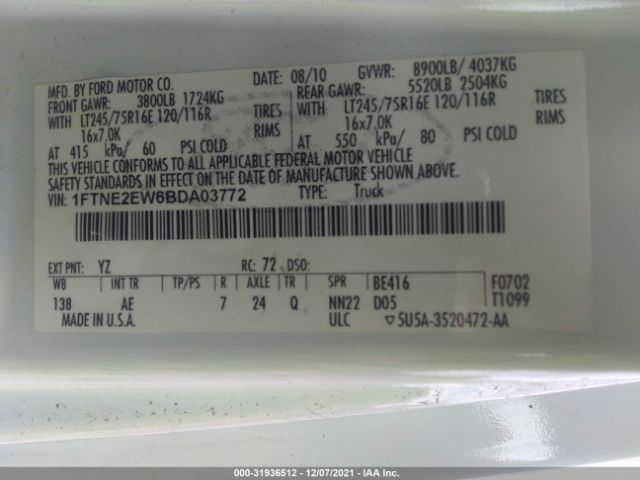 MFD. BY FORD MOTOR CO. DATE: 08/10 GVWR: 8900LB/ 4037KG
FRONT GAWR: 3800LB 1724KG REAR GAWR: 5520LB 2504KG
WITH LT245/75R16E 120/116R TIRES WITH LT245/75R16E 120/116R TIRES
16x7.0K RIMS 16x7.0K RIMS
AT 415 kPa/ 60 PSI COLD AT 550 kPa/ 80 PSI COLD
THIS VEHICLE CONFORMS TO ALL APPLICABLE FEDERAL MOTOR VEHICLE
SAFETY STANDARDS IN EFFECT ON THE DATE OF MANUFACTURE SHOWN ABOVE.
VIN: 1FTNE2EW6BDA03772 TYPE: Truck
EXT PNT: YZ RC: 72 DSO:
WB INT TR TP/PS R AXLE TR SPR BE416 F0702
138 AE 7 24 Q NN22 D05 T1099
MADE IN U.S.A. ULC ▽5U5A-3520472-AA
000-31936512 - 12/07/2021 - IAA Inc.